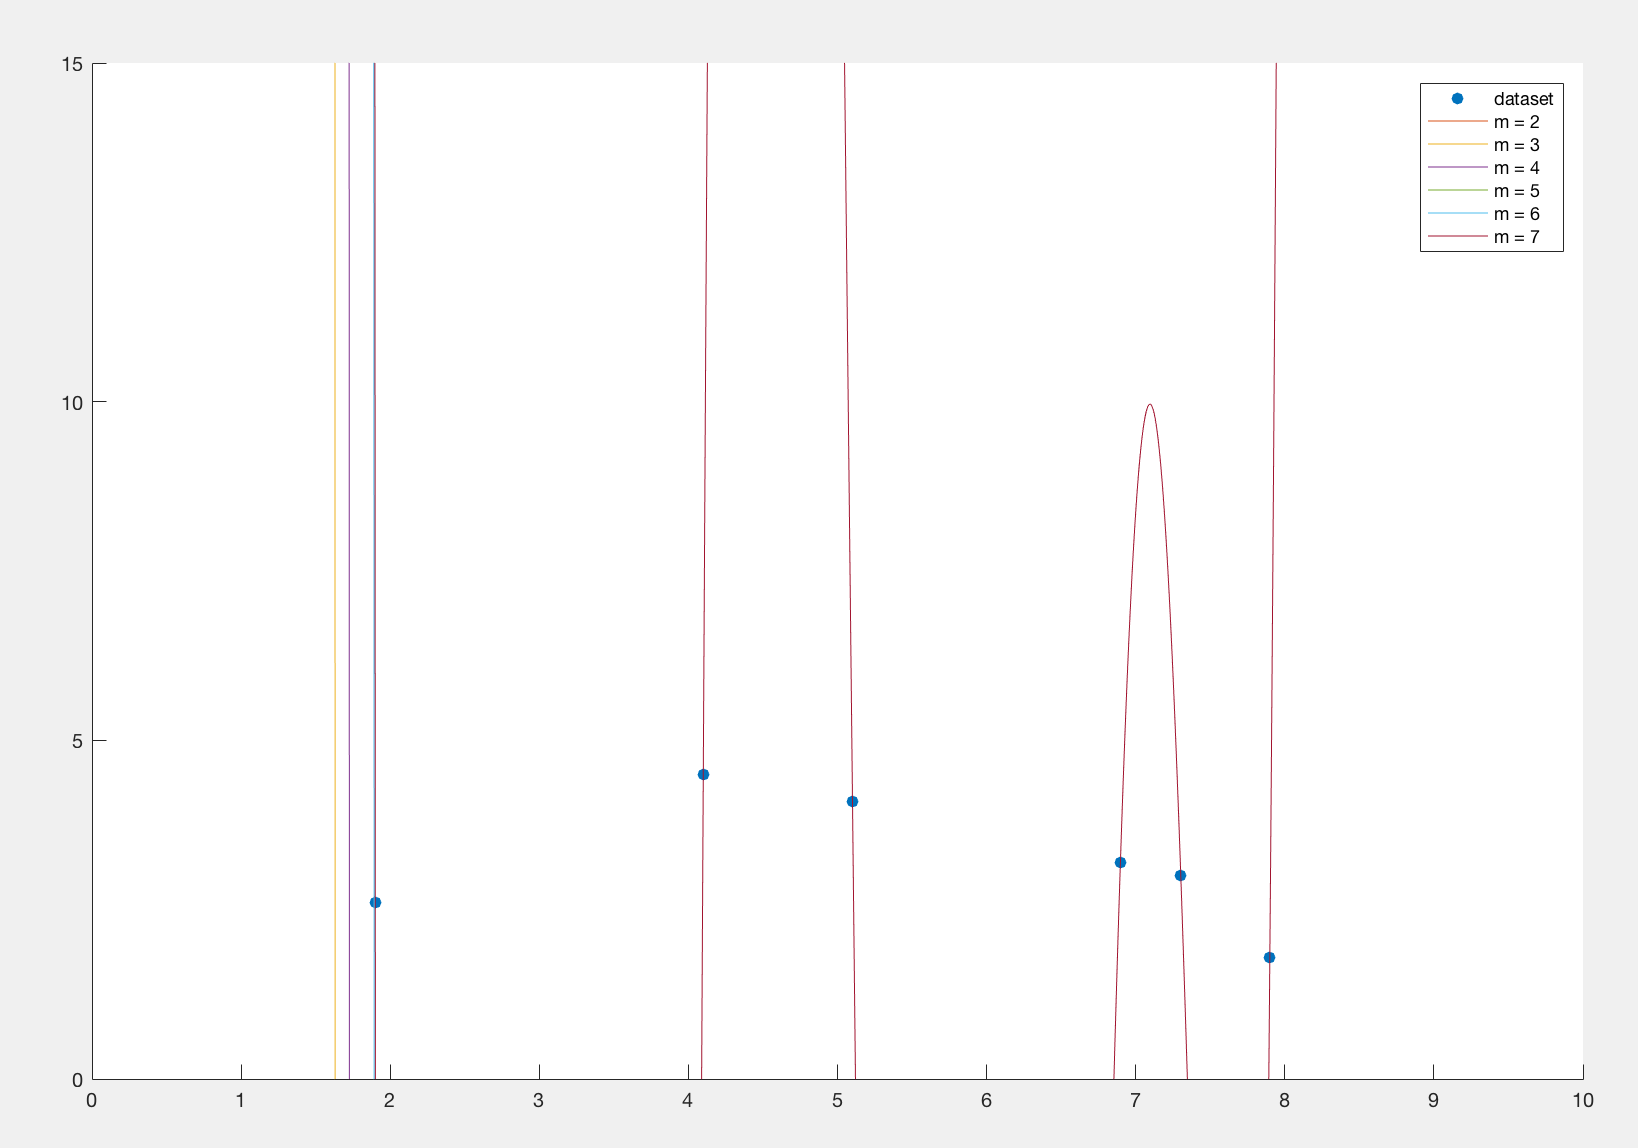 15
10
5
0
0 1 2 3 4 5 6 7 8 9 10
dataset
m = 2
m = 3
m = 4
m = 5
m = 6
m = 7